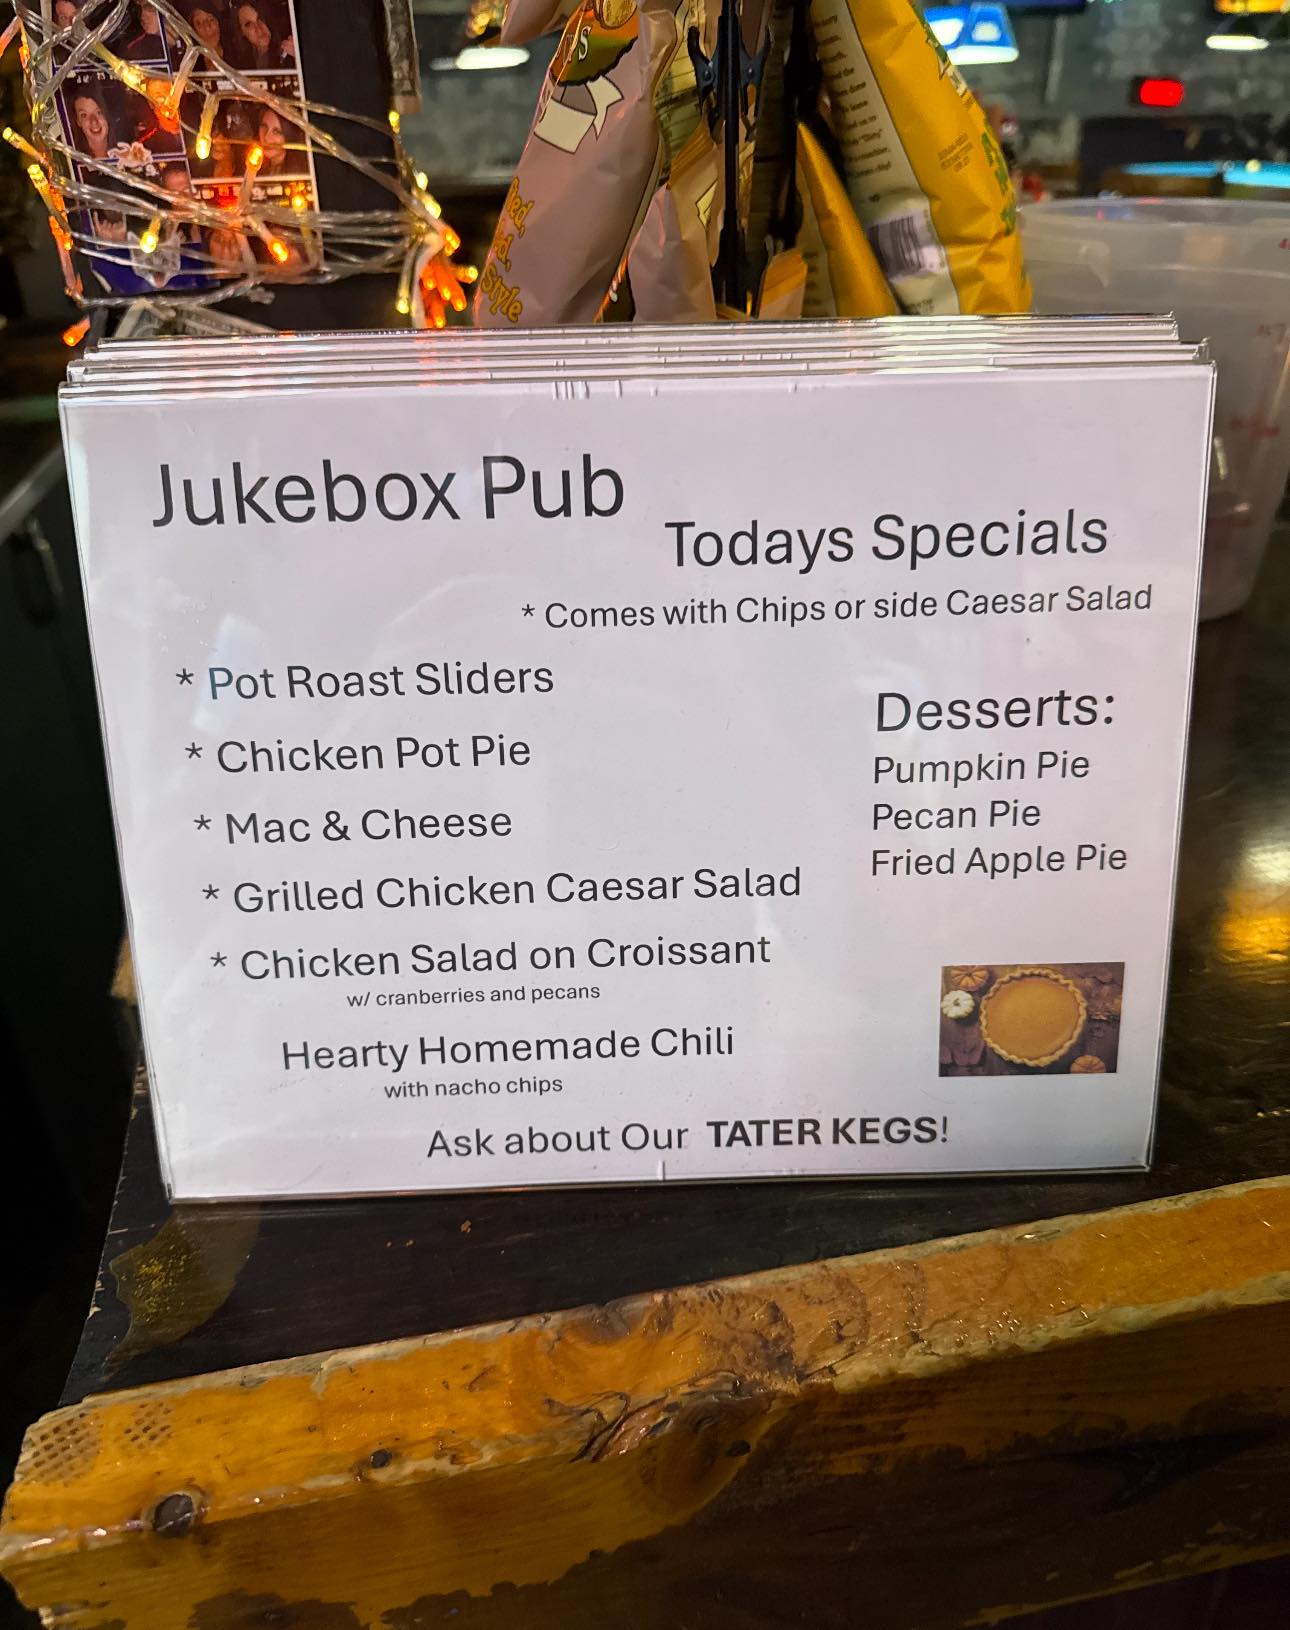 ed,
d,
Style
Jukebox Pub
Todays Specials
* Comes with Chips or side Caesar Salad
* Pot Roast Sliders
* Chicken Pot Pie
* Mac & Cheese
* Grilled Chicken Caesar Salad
* Chicken Salad on Croissant
w/ cranberries and pecans
Hearty Homemade Chili
with nacho chips
Ask about Our TATER KEGS!
Desserts:
Pumpkin Pie
Pecan Pie
Fried Apple Pie